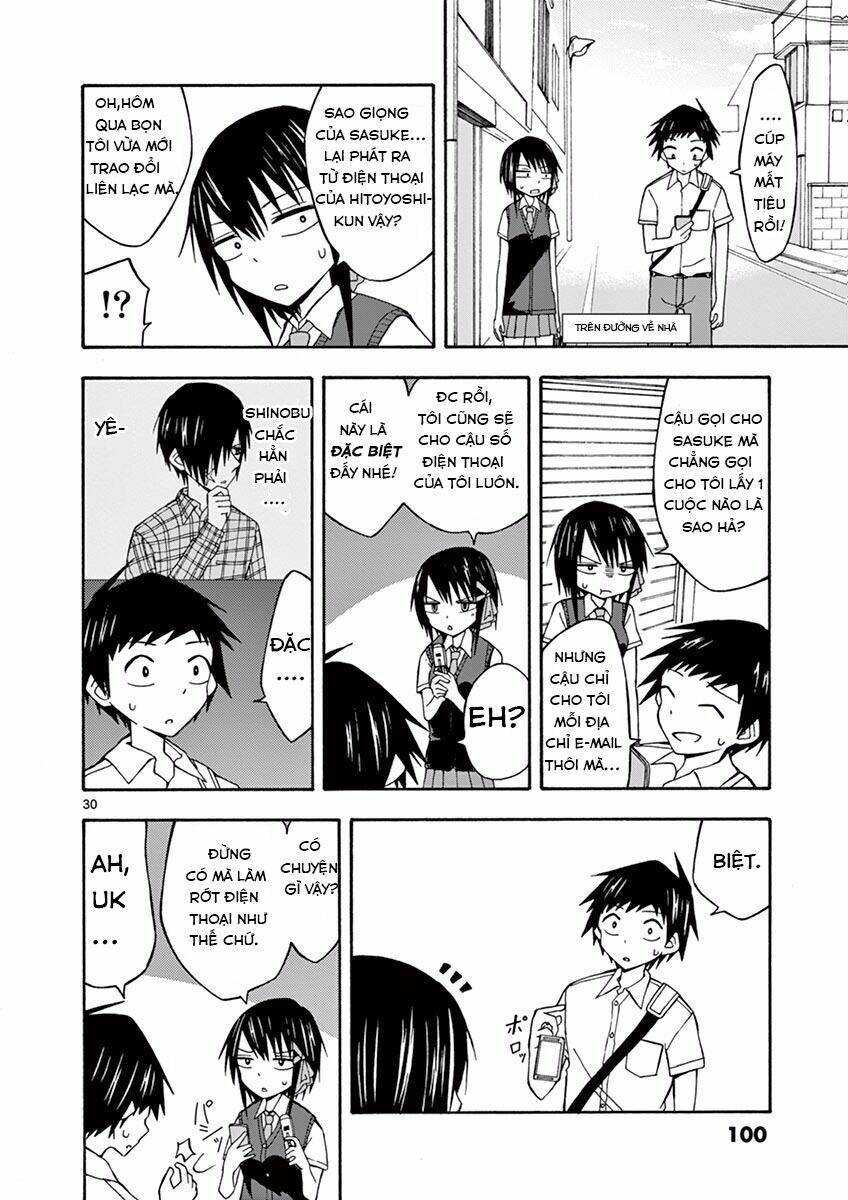 ....
CÚP
MÁY
MẤT
TIÊU
RỒI!
TRÊN ĐƯỜNG VỀ NHÀ
SAO GIỌNG
CỦA SASUKE...
LẠI PHÁT RA
TỪ ĐIỆN THOẠI
CỦA HITOYOSHI-
KUN VẬY?
OH,HÔM
QUA BỌN
TÔI VỪA MỚI
TRAO ĐỔI
LIÊN LẠC MÀ.
!?
CẬU GỌI CHO
SASUKE MÀ
CHẲNG GỌI
CHO TÔI LẤY 1
CUỘC NÀO LÀ
SAO HẢ?
NHƯNG
CẬU CHỈ
CHO TÔI
MỖI ĐỊA
CHỈ E-MAIL
THÔI MÀ...
ĐC RỒI,
TÔI CŨNG SẼ
CHO CẬU SỐ
ĐIỆN THOẠI
CỦA TÔI LUÔN.
CÁI
NÀY LÀ
ĐẶC BIỆT
ĐẤY NHÉ!
EH?
SHINOBU
CHẮC
HẲN
PHẢI
....
YÊ-
ĐẶC
....
30
BIỆT.
ポロッ
100
CÓ
CHUYỆN
GÌ VẬY?
ĐỪNG
CÓ MÀ LÀM
RỚT ĐIỆN
THOẠI NHƯ
THẾ CHỨ.
AH,
UK
...